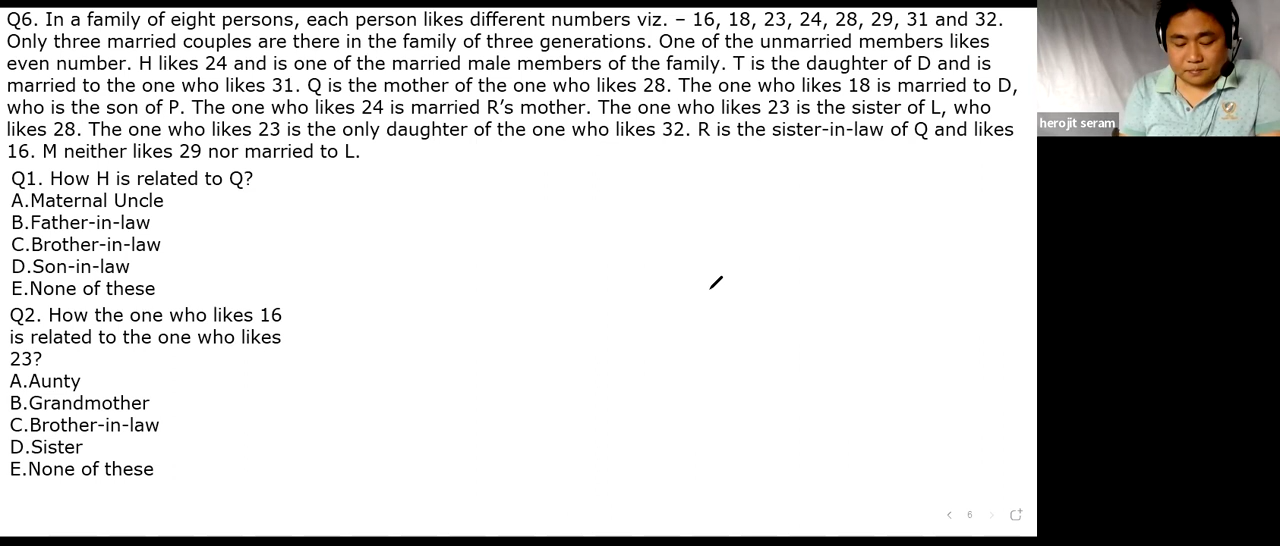 Q6. In a family of eight persons, each person likes different numbers viz. – 16, 18, 23, 24, 28, 29, 31 and 32.
Only three married couples are there in the family of three generations. One of the unmarried members likes
even number. H likes 24 and is one of the married male members of the family. T is the daughter of D and is
married to the one who likes 31. Q is the mother of the one who likes 28. The one who likes 18 is married to D,
who is the son of P. The one who likes 24 is married R’s mother. The one who likes 23 is the sister of L, who
likes 28. The one who likes 23 is the only daughter of the one who likes 32. R is the sister-in-law of Q and likes
16. M neither likes 29 nor married to L.
Q1. How H is related to Q?
A.Maternal Uncle
B.Father-in-law
C.Brother-in-law
D.Son-in-law
E.None of these
Q2. How the one who likes 16
is related to the one who likes
23?
A.Aunty
B.Grandmother
C.Brother-in-law
D.Sister
E.None of these
herojit seram
6